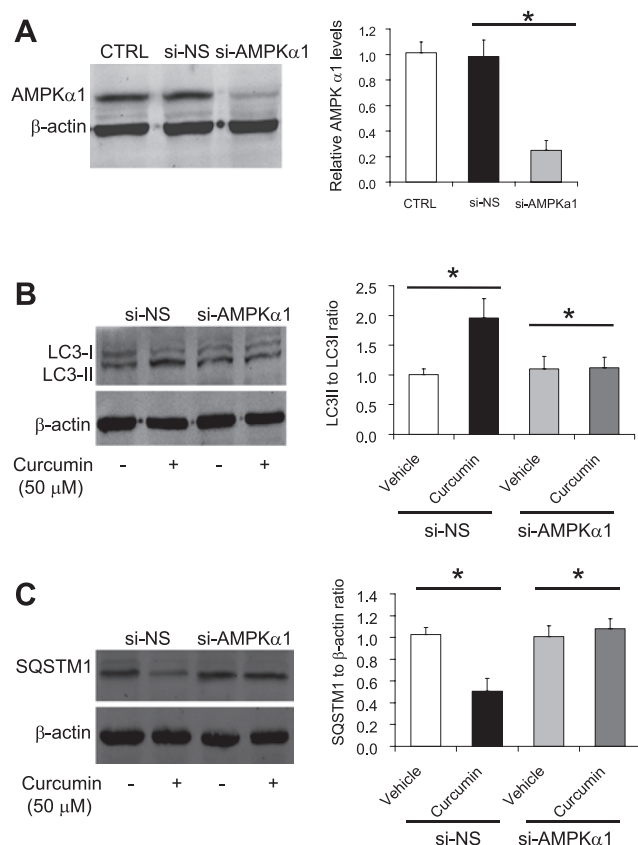 A
CTRL si-NS si-AMPKα1
AMPKα1
β-actin
Relative AMPK α1 levels
1.2
1.0
0.8
0.6
0.4
0.2
0.0
*
CTRL si-NS si-AMPKa1
B
si-NS si-AMPKα1
LC3-I
LC3-II
β-actin
Curcumin - + - +
(50 μM)
LC3II to LC3I ratio
2.5
2.0
1.5
1.0
0.5
0.0
* *
Vehicle Curcumin Vehicle Curcumin
si-NS si-AMPKα1
C
si-NS si-AMPKα1
SQSTM1
β-actin
Curcumin - + - +
(50 μM)
SQSTM1 to β-actin ratio
1.4
1.2
1.0
0.8
0.6
0.4
0.2
0.0
* *
Vehicle Curcumin Vehicle Curcumin
si-NS si-AMPKα1